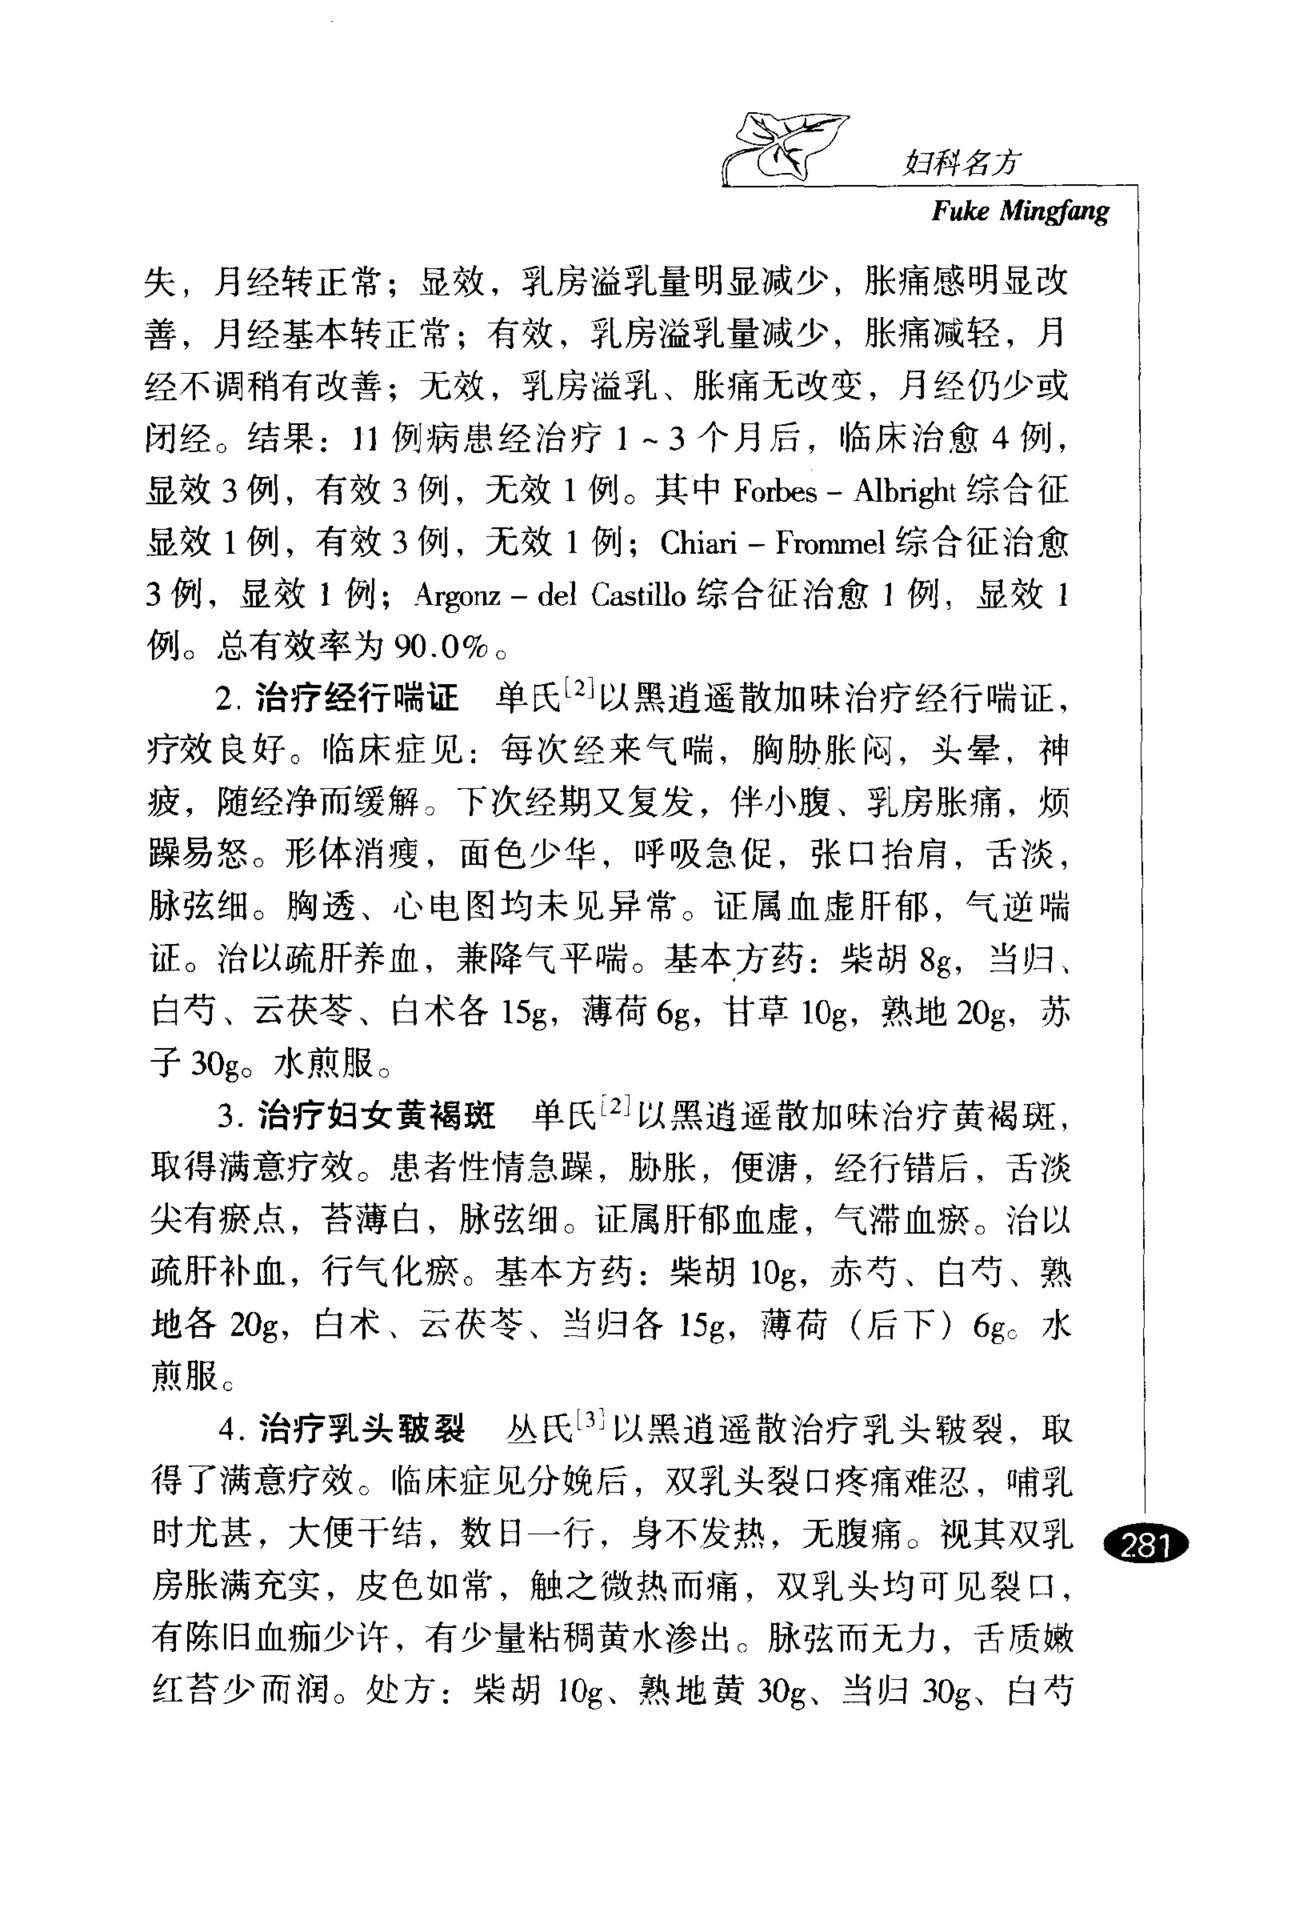 妇科名方
Fuke Mingfang
失，月经转正常；显效，乳房溢乳量明显减少，胀痛感明显改
善，月经基本转正常；有效，乳房溢乳量减少，胀痛减轻，月
经不调稍有改善；无效，乳房溢乳、胀痛无改变，月经仍少或
闭经。结果：11 例病患经治疗 1 ~ 3 个月后，临床治愈 4 例，
显效 3 例，有效 3 例，无效 1 例。其中 Forbes – Albright 综合征
显效 1 例，有效 3 例，无效 1 例；Chiari – Frommel 综合征治愈
3 例，显效 1 例；Argonz – del Castillo 综合征治愈 1 例，显效 1
例。总有效率为 90.0%。
2. 治疗经行喘证　单氏[2]以黑逍遥散加味治疗经行喘证，
疗效良好。临床症见：每次经来气喘，胸胁胀闷，头晕，神
疲，随经净而缓解。下次经期又复发，伴小腹、乳房胀痛，烦
躁易怒。形体消瘦，面色少华，呼吸急促，张口抬肩，舌淡，
脉弦细。胸透、心电图均未见异常。证属血虚肝郁，气逆喘
证。治以疏肝养血，兼降气平喘。基本方药：柴胡 8g，当归、
白芍、云茯苓、白术各 15g，薄荷 6g，甘草 10g，熟地 20g，苏
子 30g。水煎服。
3. 治疗妇女黄褐斑　单氏[2]以黑逍遥散加味治疗黄褐斑，
取得满意疗效。患者性情急躁，胁胀，便溏，经行错后，舌淡
尖有瘀点，苔薄白，脉弦细。证属肝郁血虚，气滞血瘀。治以
疏肝补血，行气化瘀。基本方药：柴胡 10g，赤芍、白芍、熟
地各 20g，白术、云茯苓、当归各 15g，薄荷（后下）6g。水
煎服。
4. 治疗乳头皲裂　丛氏[3]以黑逍遥散治疗乳头皲裂，取
得了满意疗效。临床症见分娩后，双乳头裂口疼痛难忍，哺乳
时尤甚，大便干结，数日一行，身不发热，无腹痛。视其双乳
房胀满充实，皮色如常，触之微热而痛，双乳头均可见裂口，
有陈旧血痂少许，有少量粘稠黄水渗出。脉弦而无力，舌质嫩
红苔少而润。处方：柴胡 10g、熟地黄 30g、当归 30g、白芍
281